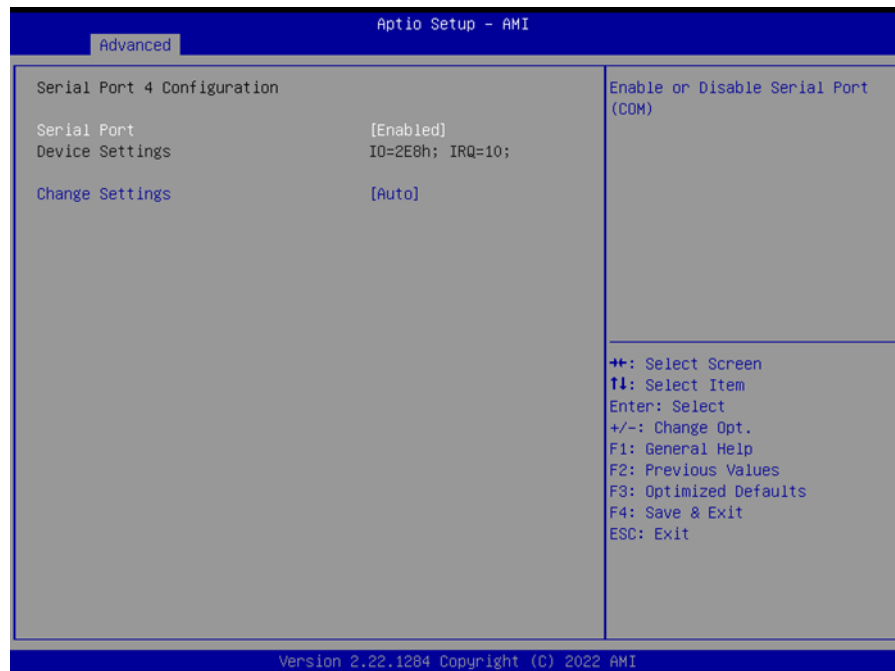 Aptio Setup – AMI
Advanced
Serial Port 4 Configuration
Serial Port [Enabled]
Device Settings IO=2E8h; IRQ=10;
Change Settings [Auto]
Enable or Disable Serial Port
(COM)
→←: Select Screen
↑↓: Select Item
Enter: Select
+/-: Change Opt.
F1: General Help
F2: Previous Values
F3: Optimized Defaults
F4: Save & Exit
ESC: Exit
Version 2.22.1284 Copyright (C) 2022 AMI